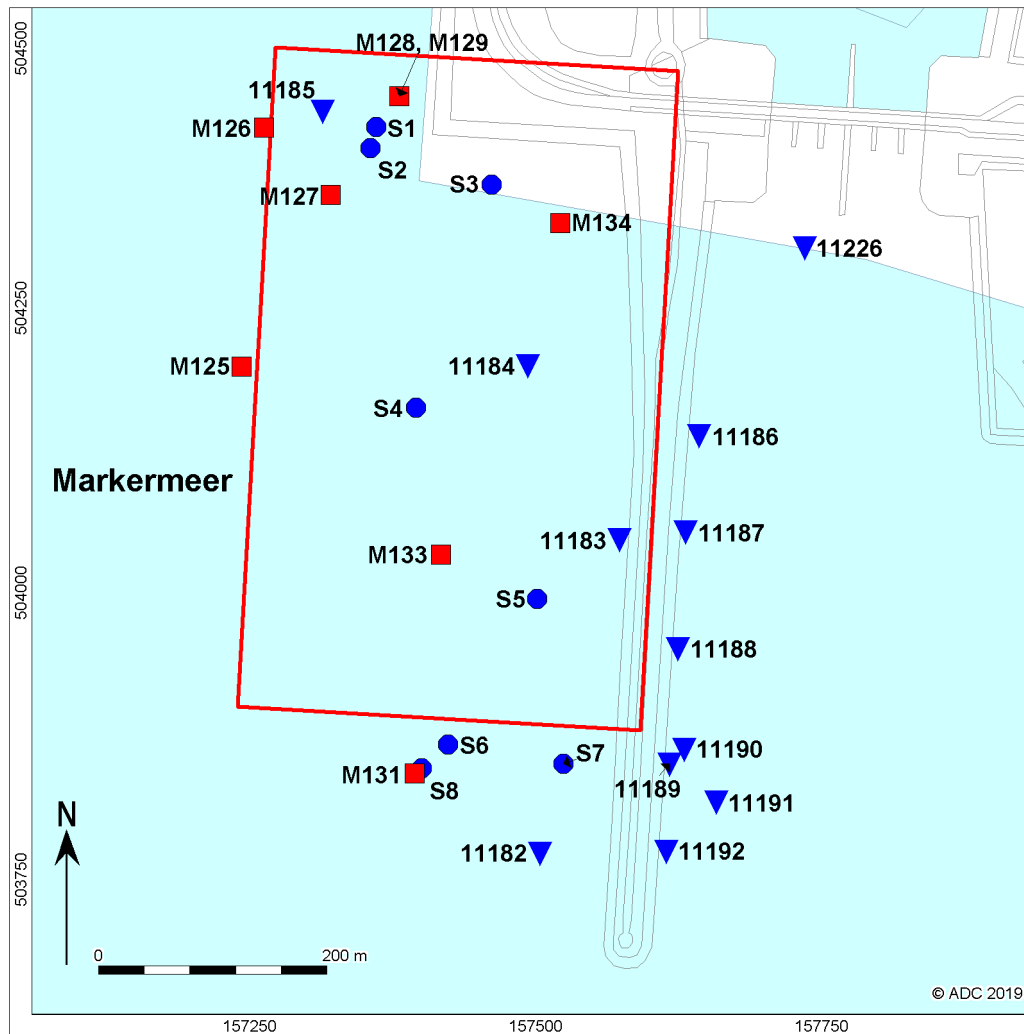 504500
M128, M129
11185
M126
S1
S2
M127
S3
M134
11226
504250
M125
11184
S4
11186
Markermeer
11187
11183
M133
504000
S5
11188
S6
S7
11190
M131
S8
11189
11191
N
503750
11182
11192
0
200 m
© ADC 2019
157250
157500
157750